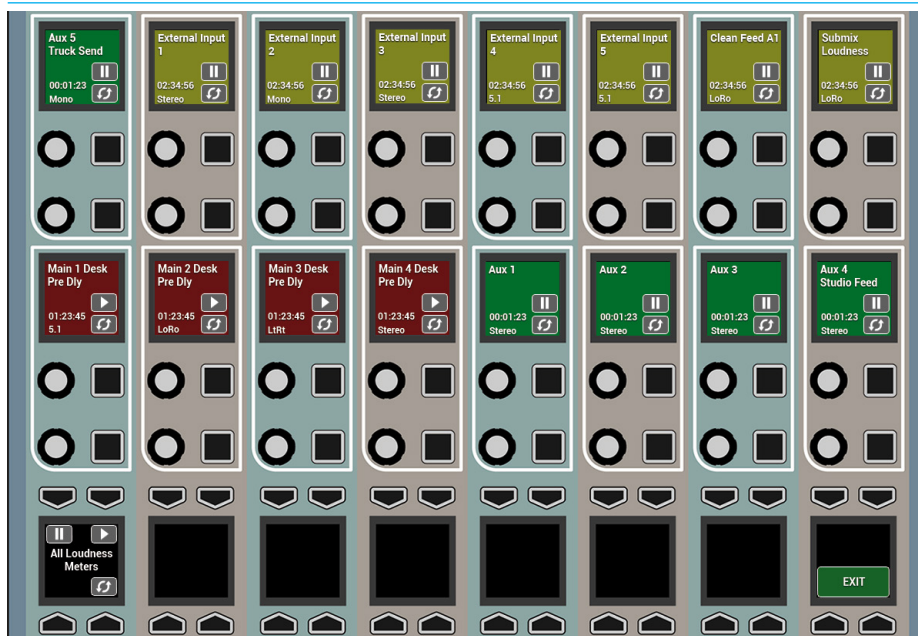 Aux 5
Truck Send
00:01:23
Mono
External Input
1
02:34:56
Stereo
External Input
2
02:34:56
Mono
External Input
3
02:34:56
Stereo
External Input
4
02:34:56
5.1
External Input
5
02:34:56
5.1
Clean Feed A1
02:34:56
LoRo
Submix
Loudness
02:34:56
LoRo
Main 1 Desk
Pre Dly
01:23:45
5.1
Main 2 Desk
Pre Dly
01:23:45
LoRo
Main 3 Desk
Pre Dly
01:23:45
LtRt
Main 4 Desk
Pre Dly
01:23:45
Stereo
Aux 1
00:01:23
Stereo
Aux 2
00:01:23
Stereo
Aux 3
00:01:23
Stereo
Aux 4
Studio Feed
00:01:23
Stereo
All Loudness
Meters
EXIT